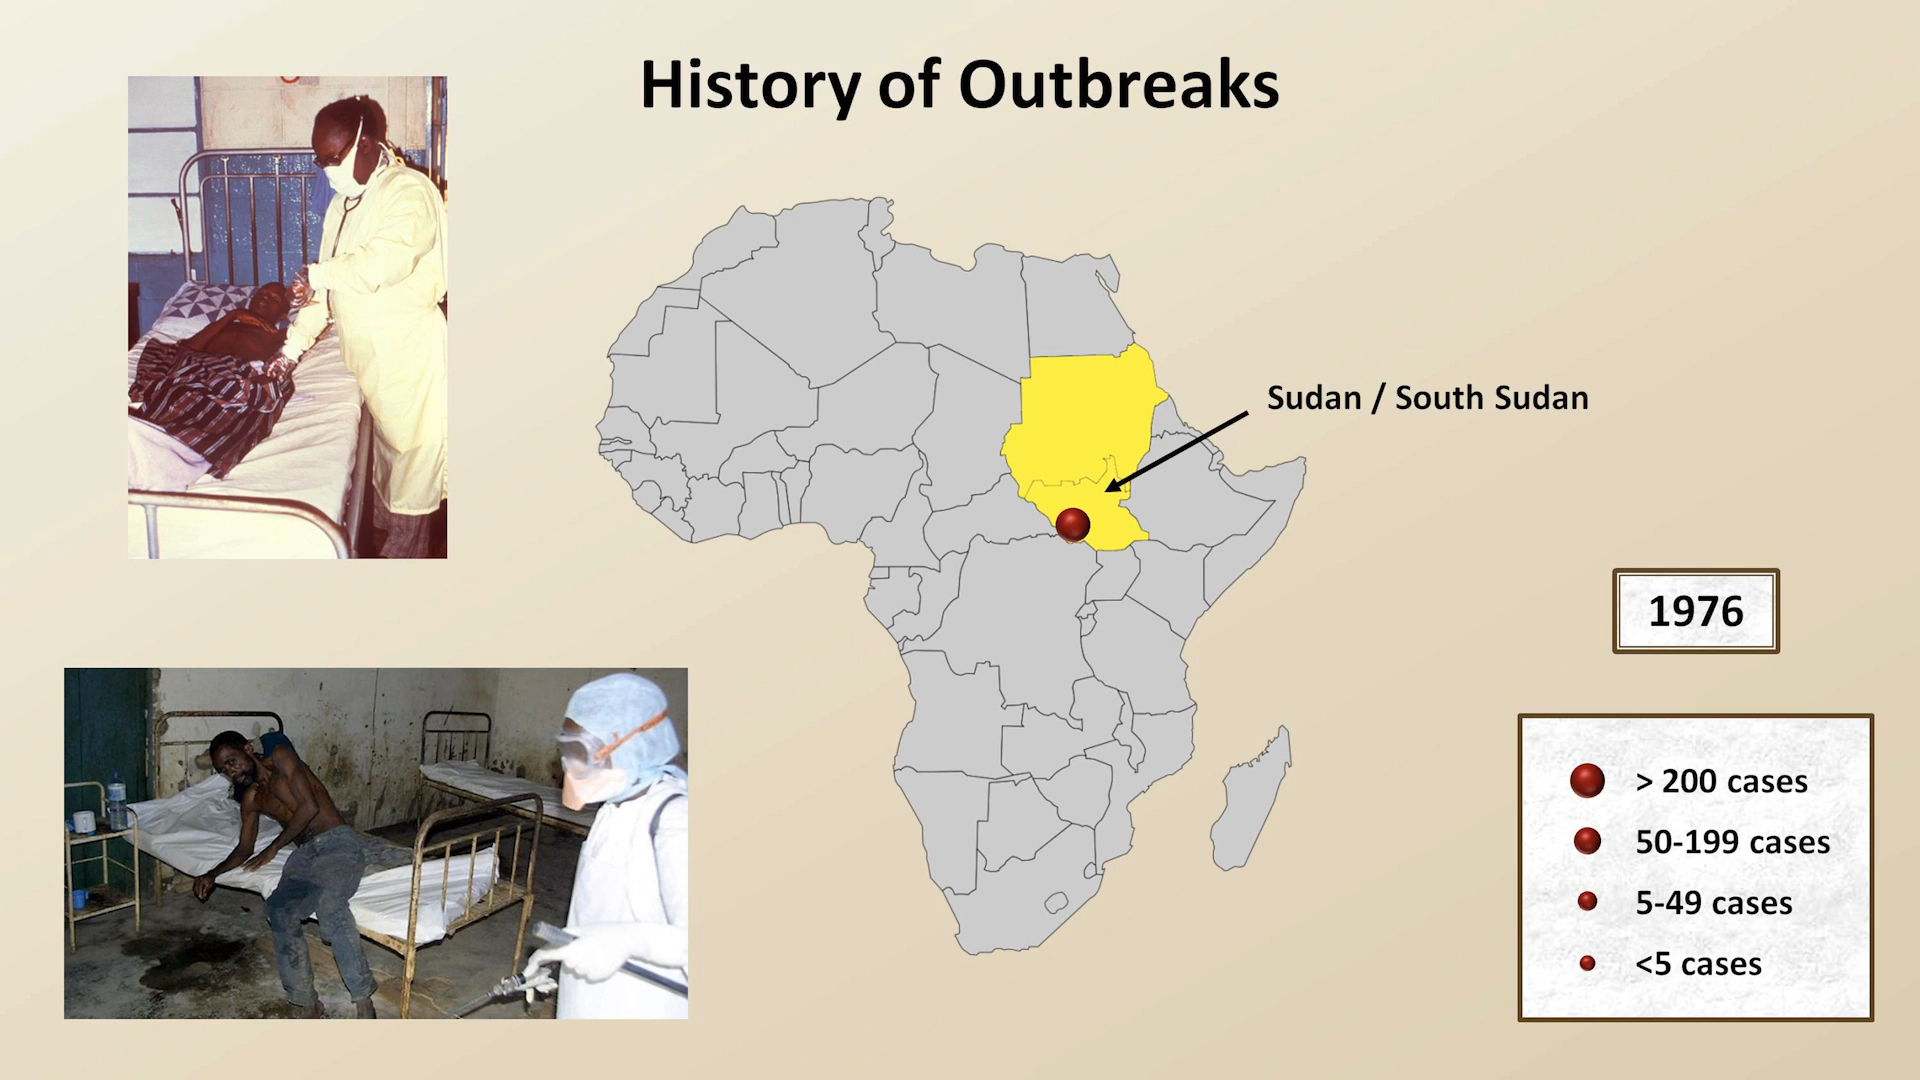 History of Outbreaks
Sudan / South Sudan
1976
> 200 cases
50-199 cases
5-49 cases
<5 cases